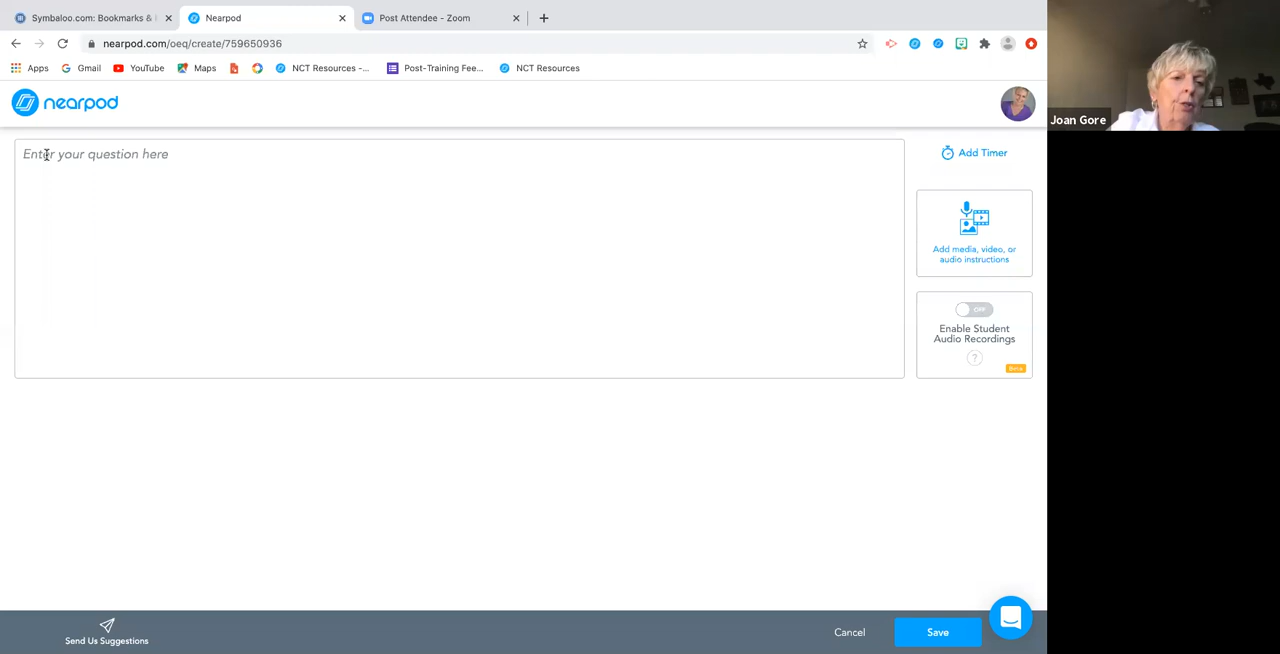 Symbaloo.com: Bookmarks &
Nearpod
Post Attendee - Zoom
nearpod.com/oeq/create/759650936
Apps
Gmail
YouTube
Maps
NCT Resources -...
Post-Training Fee...
NCT Resources
nearpod
Joan Gore
Enter your question here
Add Timer
Add media, video, or
audio instructions
OFF
Enable Student
Audio Recordings
?
Beta
Send Us Suggestions
Cancel
Save